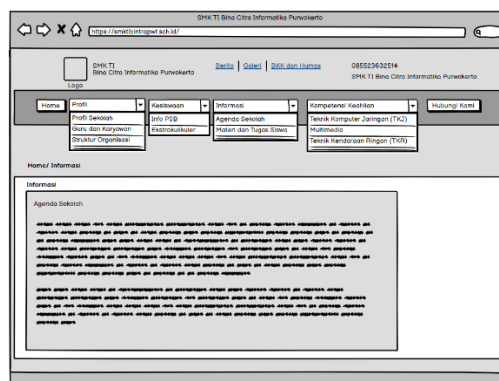 SMK TI Bina Citra Informatika Purwokerto
https://smktibintrapwt.sch.id/
SMK TI
Bina Citra Informatika Purwokerto
Logo
Berita | Galeri | BKK dan Humas
085523632514
SMK TI Bina Citra Informatika Purwokerto
Home
Profil
Kesiswaan
Informasi
Kompetensi Keahlian
Hubungi Kami
Profil Sekolah
Guru dan Karyawan
Struktur Organisasi
Info PSB
Ekstrakulikuler
Agenda Sekolah
Materi dan Tugas Siswa
Teknik Komputer Jaringan (TKJ)
Multimedia
Teknik Kendaraan Ringan (TKR)
Home/ Informasi
Informasi
Agenda Sekolah